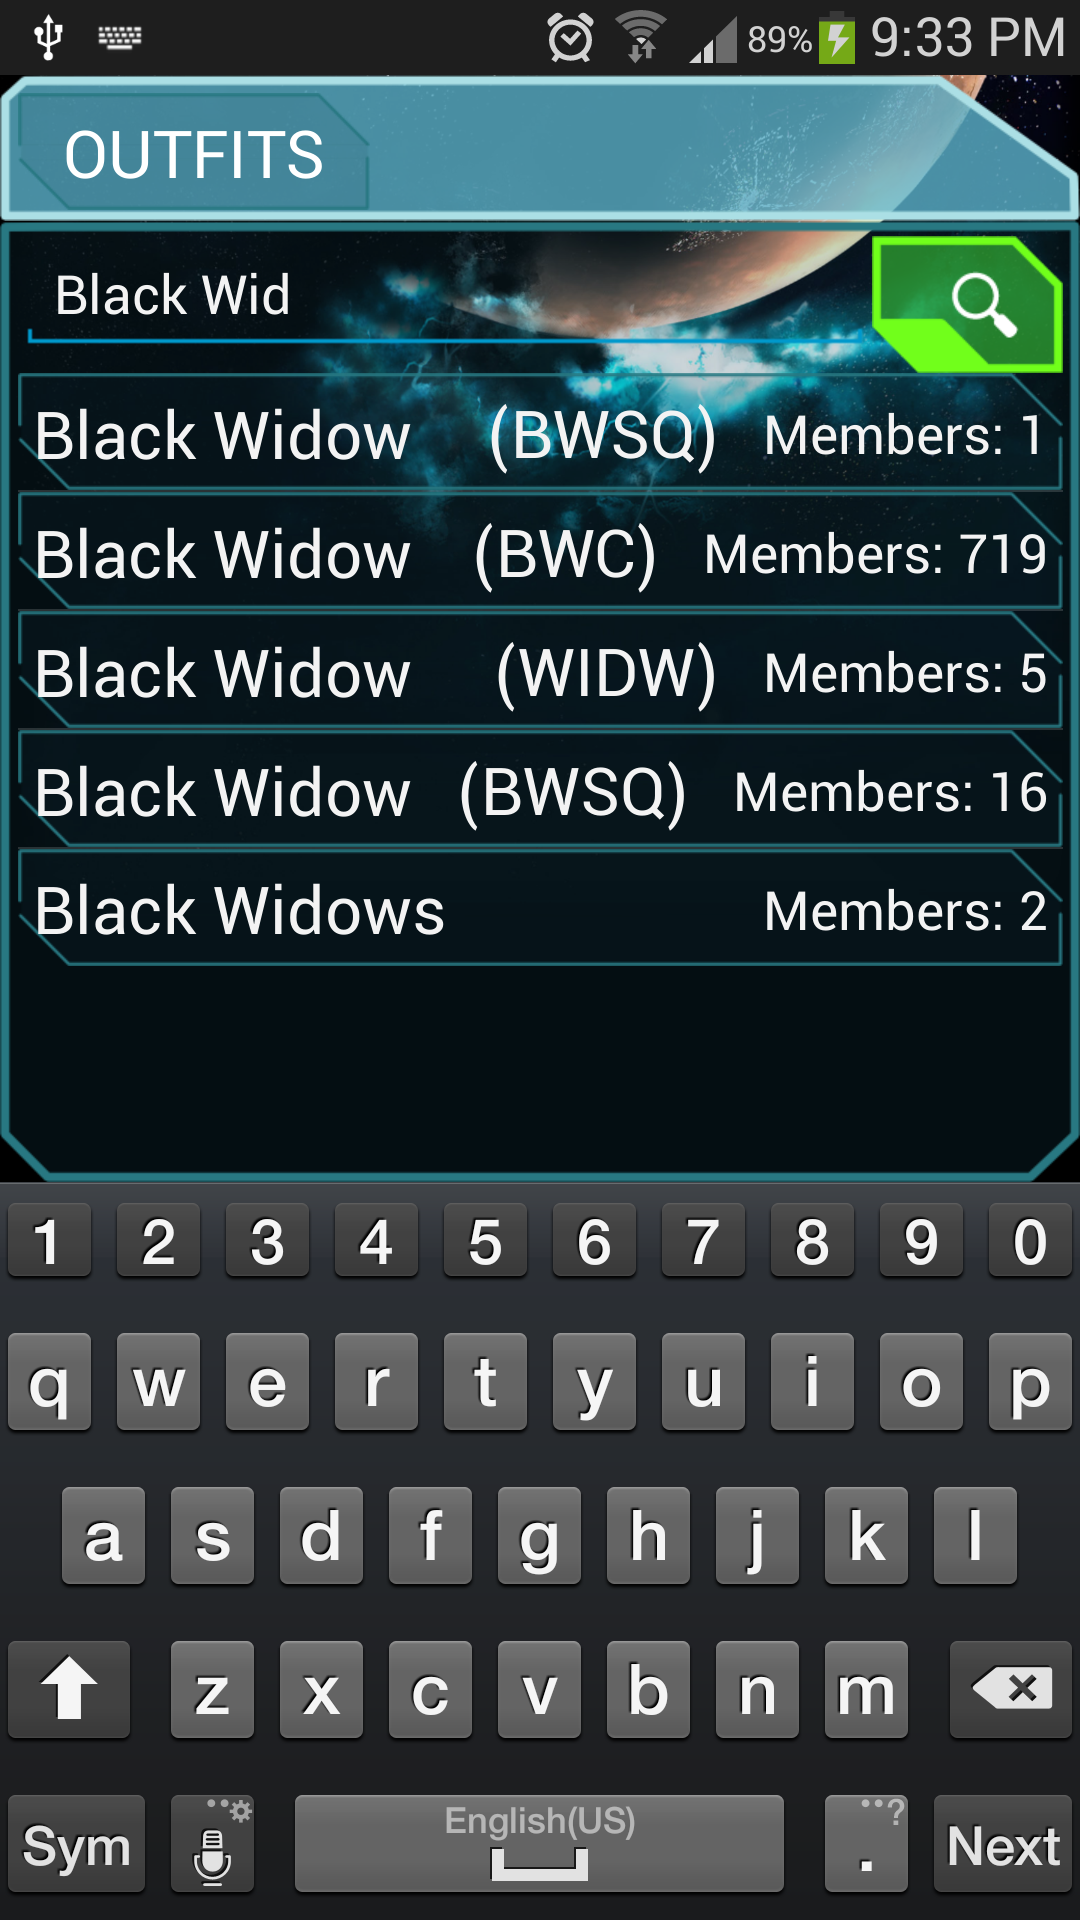 89% 9:33 PM
OUTFITS
Black Wid
Black Widow (BWSQ) Members: 1
Black Widow (BWC) Members: 719
Black Widow (WIDW) Members: 5
Black Widow (BWSQ) Members: 16
Black Widows Members: 2
1 2 3 4 5 6 7 8 9 0
q w e r t y u i o p
a s d f g h j k l
z x c v b n m
Sym English(US) . ? Next